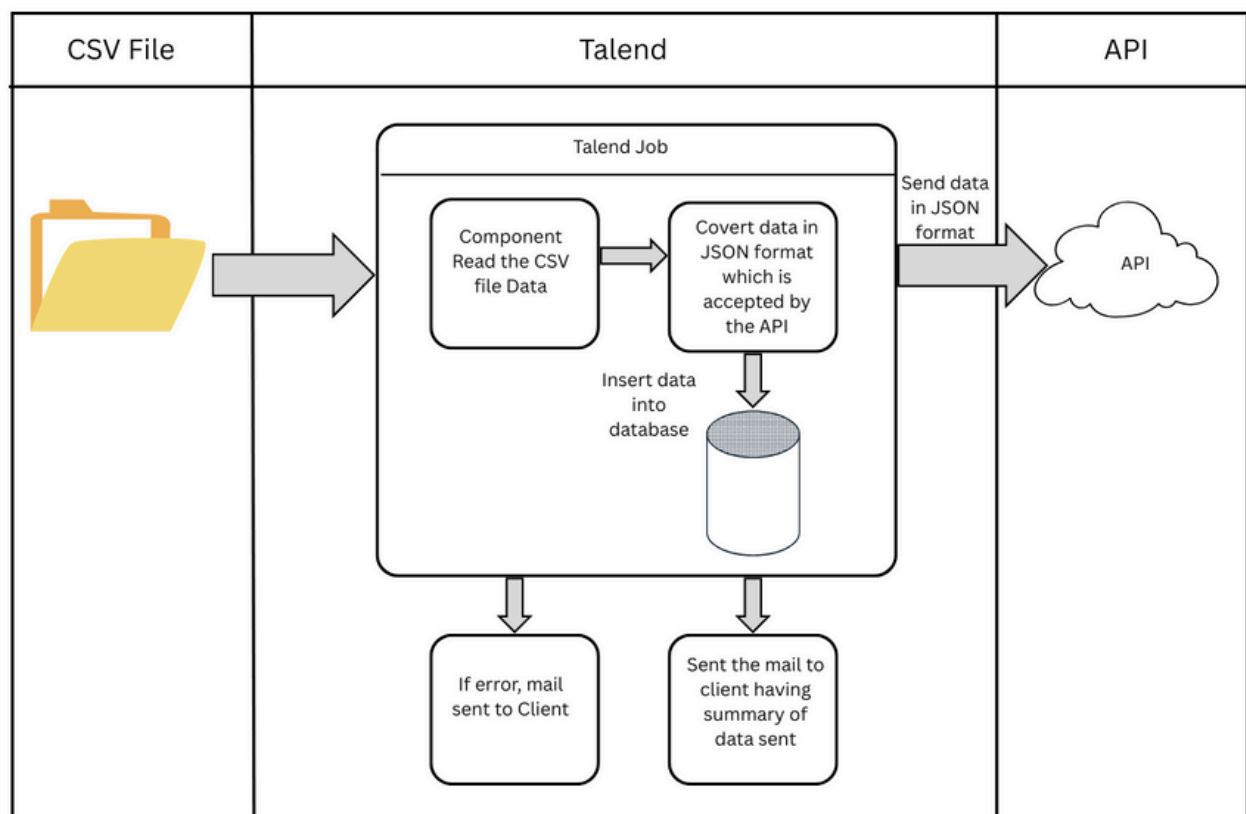 CSV File
Talend
API
Talend Job
Component
Read the CSV
file Data
Covert data in
JSON format
which is
accepted by
the API
Send data
in JSON
format
API
Insert data
into
database
If error, mail
sent to Client
Sent the mail to
client having
summary of
data sent